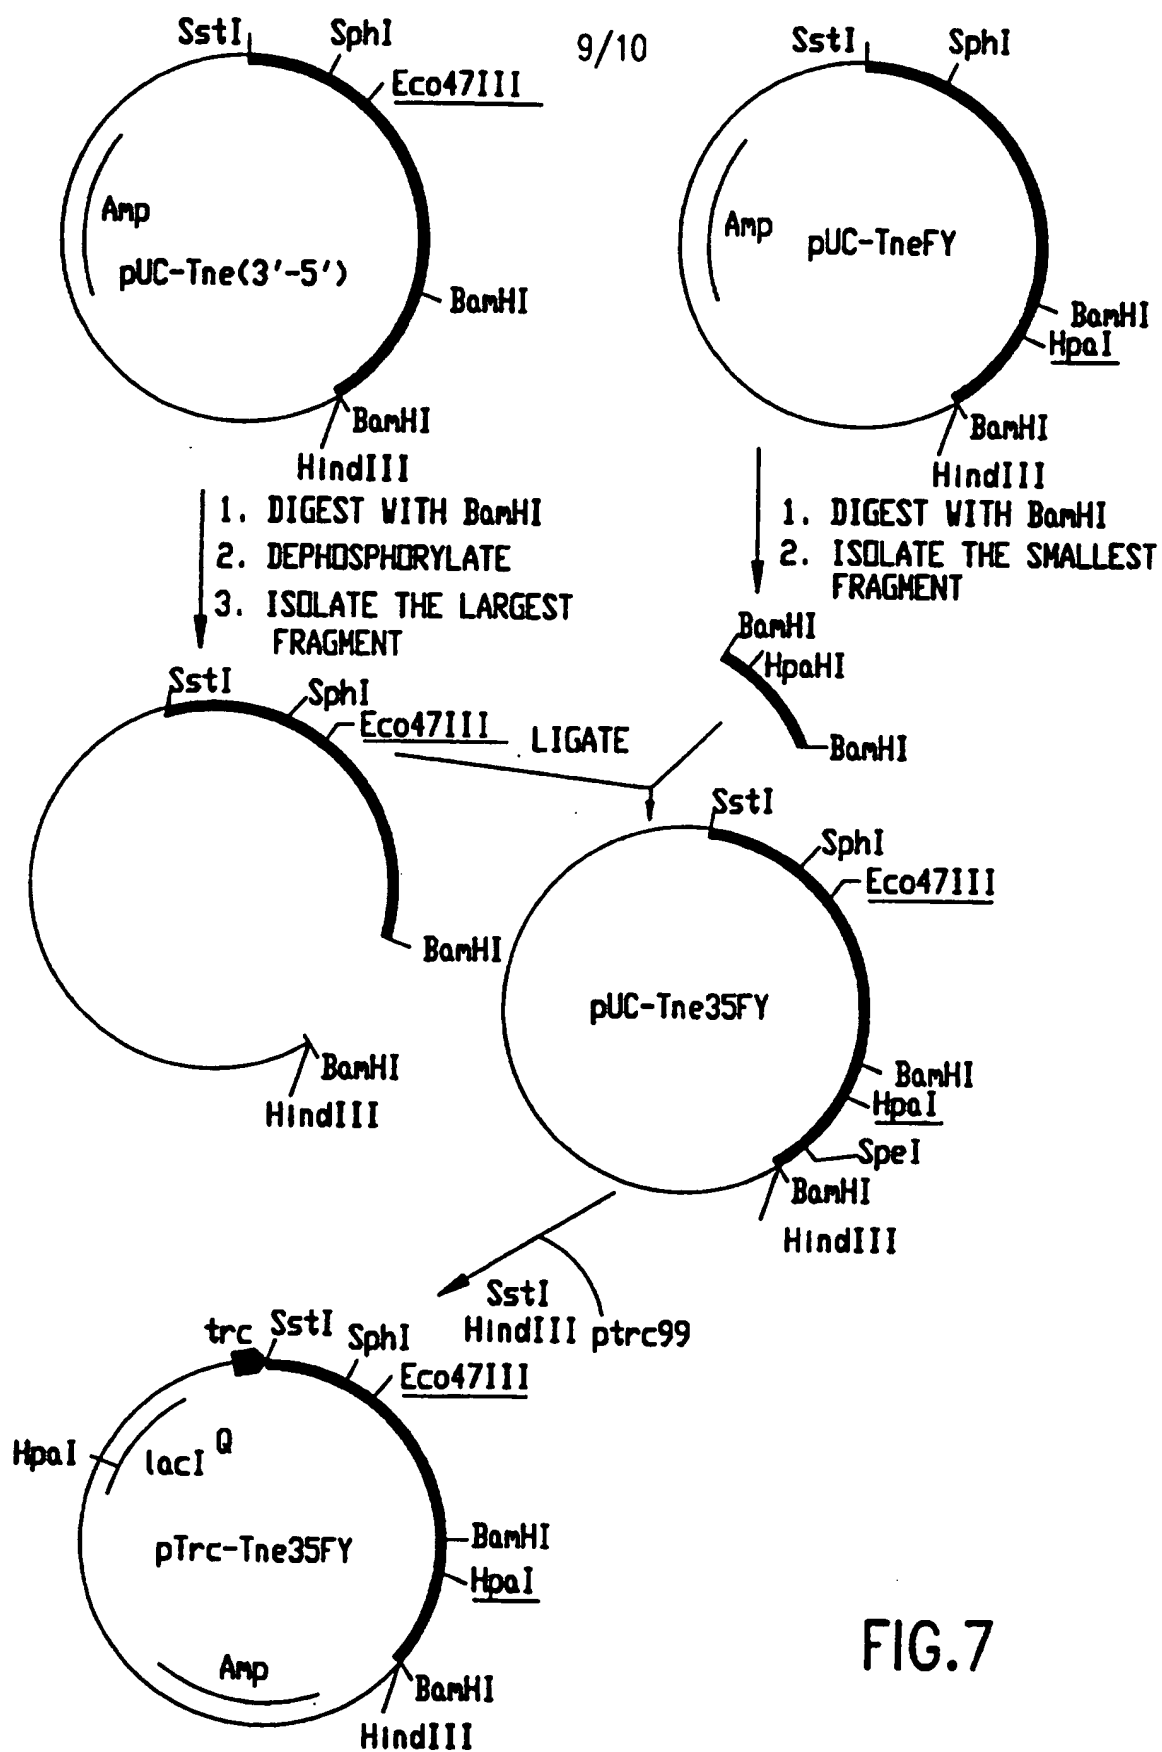 9/10
SstI
SphI
Eco47III
Amp
pUC-Tne(3'-5')
BamHI
BamHI
HindIII
SstI
SphI
Amp
pUC-TneFY
BamHI
HpaI
BamHI
HindIII
1. DIGEST WITH BamHI
2. DEPHOSPHORYLATE
3. ISOLATE THE LARGEST
FRAGMENT
1. DIGEST WITH BamHI
2. ISOLATE THE SMALLEST
FRAGMENT
BamHI
HpaHI
BamHI
SstI
SphI
Eco47III
LIGATE
BamHI
BamHI
HindIII
SstI
SphI
Eco47III
pUC-Tne35FY
BamHI
HpaI
SpeI
BamHI
HindIII
SstI
HindIII
ptrc99
trc
SstI
SphI
Eco47III
HpaI
lacI Q
pTrc-Tne35FY
BamHI
HpaI
Amp
BamHI
HindIII
FIG.7